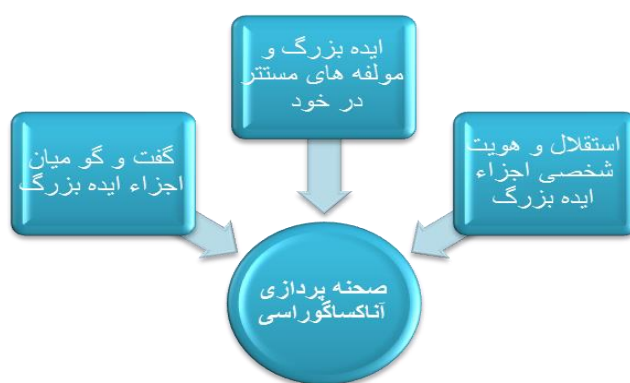 ایده بزرگ و
مولفه های مستتر
در خود
استقلال و هویت
شخصی اجزاء
ایده بزرگ
گفت و گو میان
اجزاء ایده بزرگ
صحنه پردازی
آناکساگوراسی